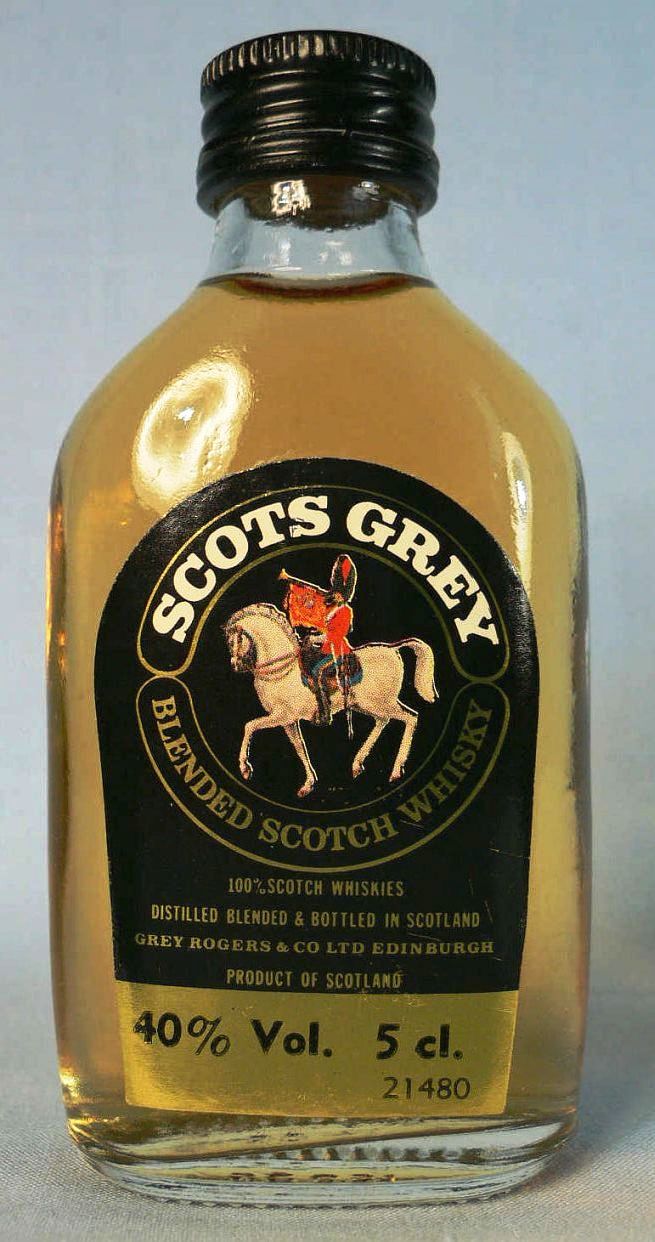 SCOTS GREY
BLENDED SCOTCH WHISKY
100% SCOTCH WHISKIES
DISTILLED BLENDED & BOTTLED IN SCOTLAND
GREY ROGERS & CO LTD EDINBURGH
PRODUCT OF SCOTLAND
40% Vol. 5 cl.
21480